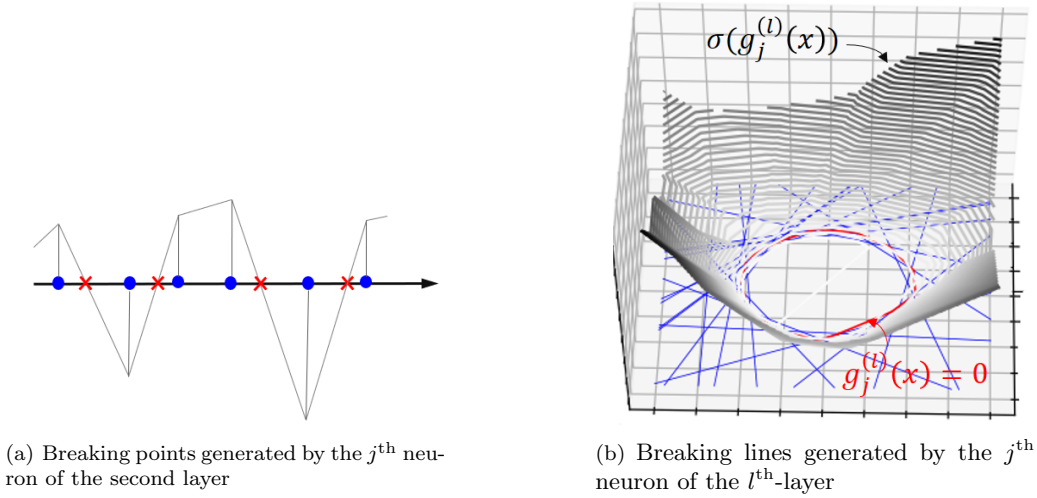 σ(g_j^{(l)}(x))
g_j^{(l)}(x) = 0
(a) Breaking points generated by the j^{th} neu-
ron of the second layer
(b) Breaking lines generated by the j^{th}
neuron of the l^{th}-layer